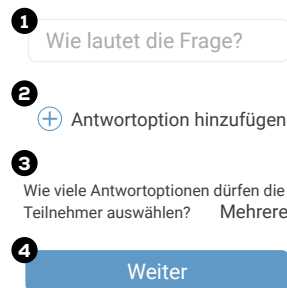 1
Wie lautet die Frage?
2
Antwortoption hinzufügen
3
Wie viele Antwortoptionen dürfen die
Teilnehmer auswählen? Mehrere
4
Weiter